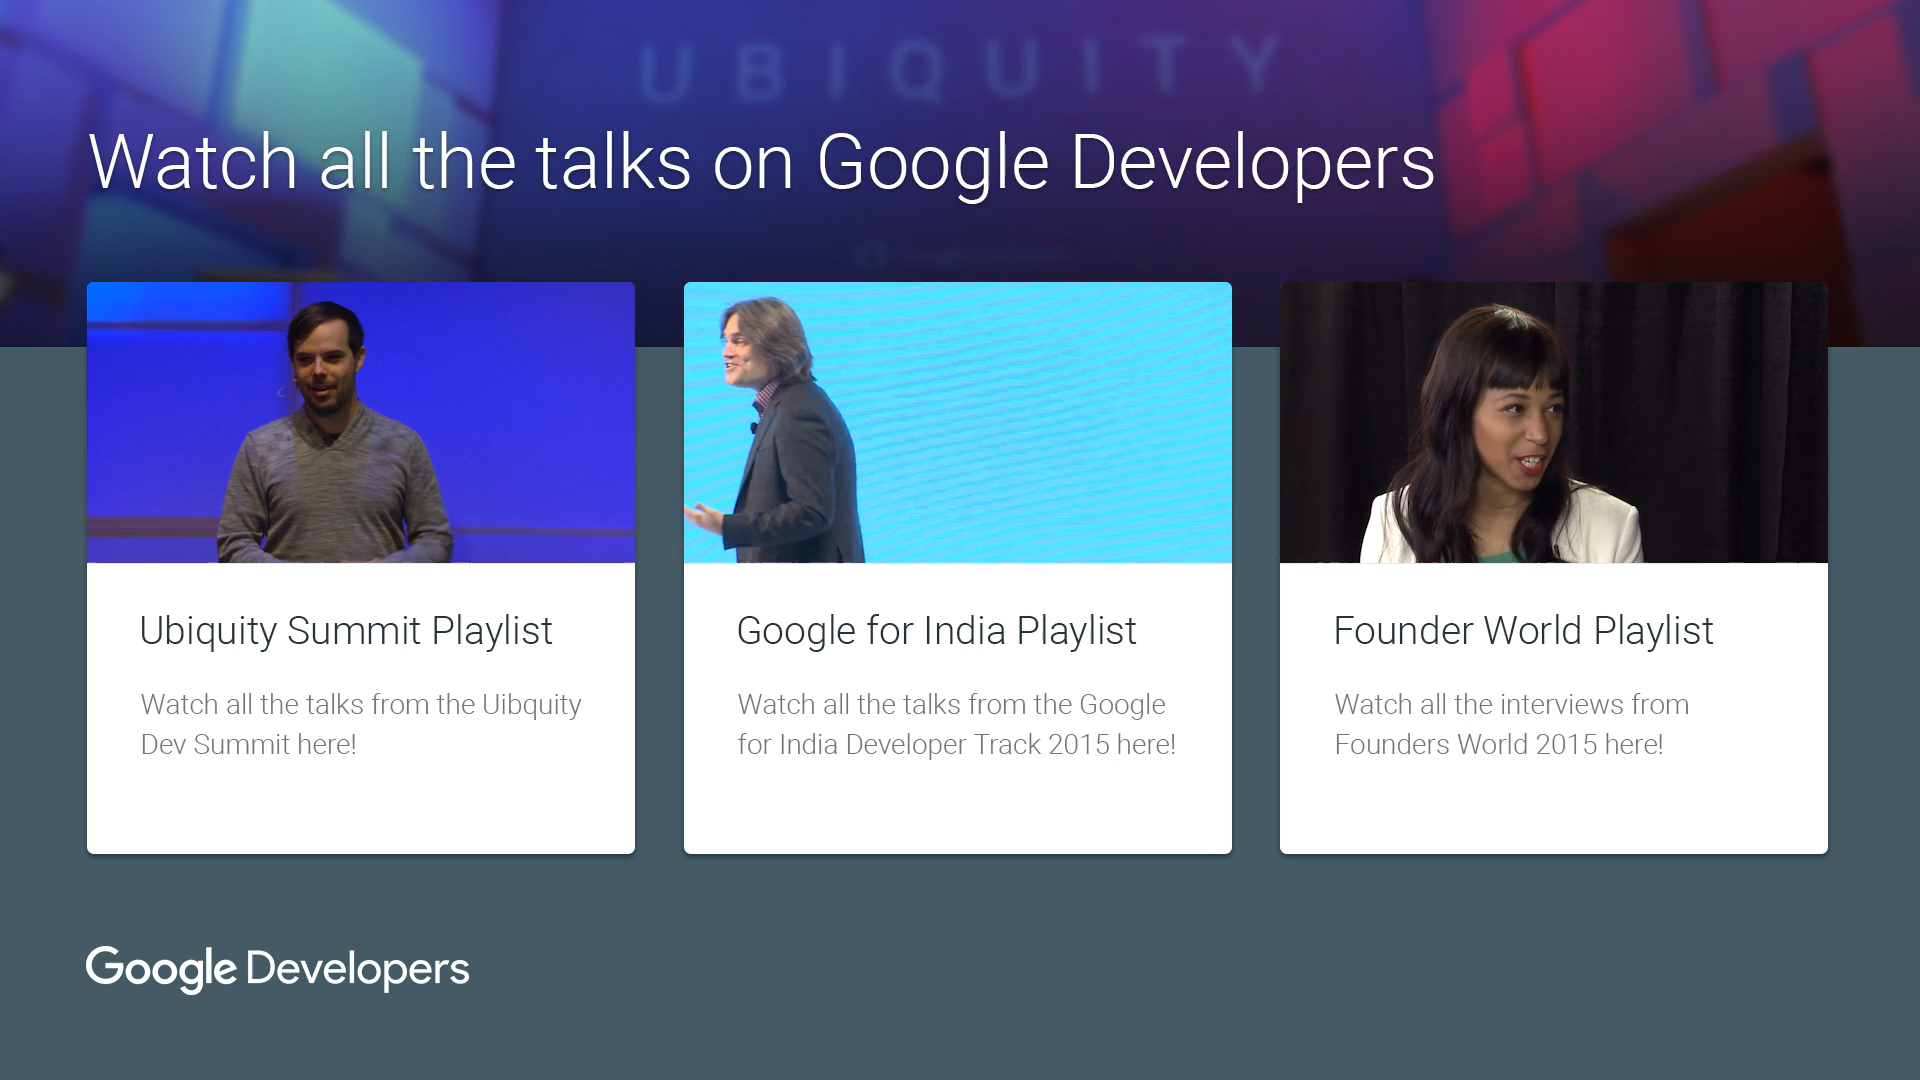 UBIQUITY
Watch all the talks on Google Developers
Ubiquity Summit Playlist
Watch all the talks from the Uibquity
Dev Summit here!
Google for India Playlist
Watch all the talks from the Google
for India Developer Track 2015 here!
Founder World Playlist
Watch all the interviews from
Founders World 2015 here!
Google Developers